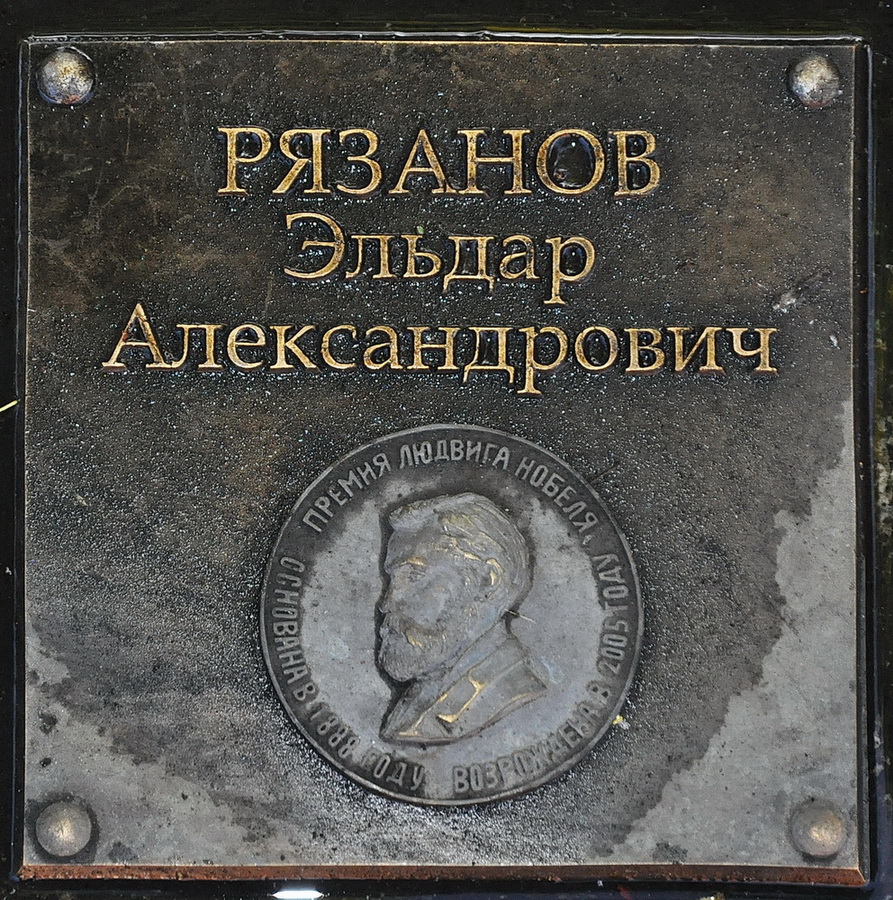 РЯЗАНОВ
Эльдар
Александрович
ПРЕМИЯ ЛЮДВИГА НОБЕЛЯ,
ОСНОВАНА В 1888 ГОДУ ВОЗРОЖДЕНА В 2005 ГОДУ